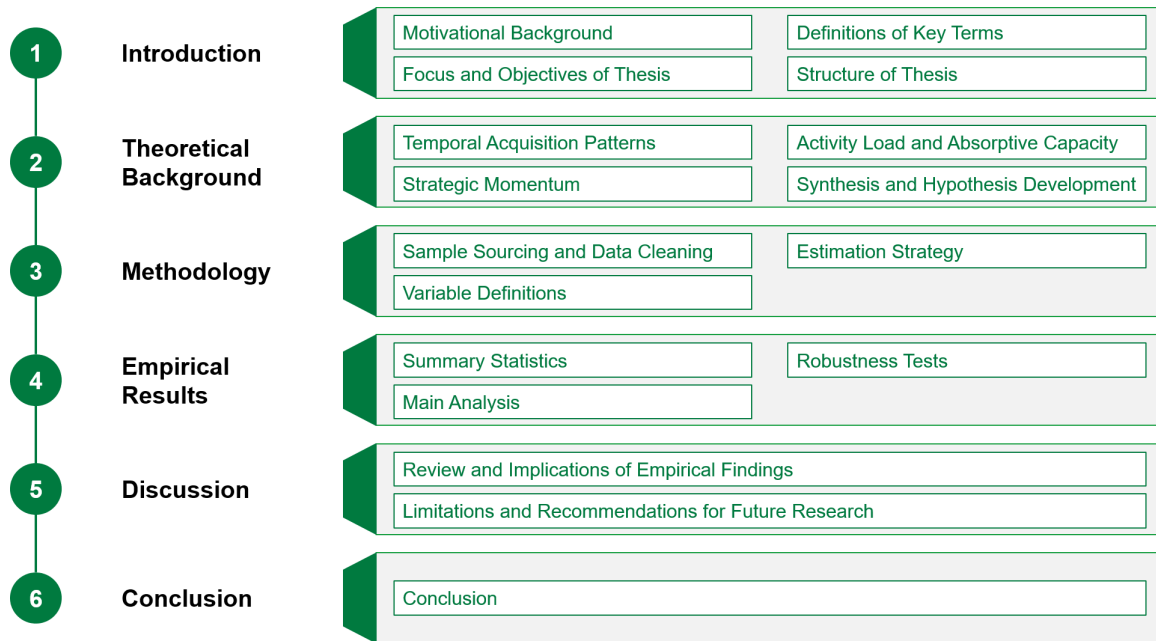 1
Introduction
Motivational Background
Definitions of Key Terms
Focus and Objectives of Thesis
Structure of Thesis
2
Theoretical
Background
Temporal Acquisition Patterns
Activity Load and Absorptive Capacity
Strategic Momentum
Synthesis and Hypothesis Development
3
Methodology
Sample Sourcing and Data Cleaning
Estimation Strategy
Variable Definitions
4
Empirical
Results
Summary Statistics
Robustness Tests
Main Analysis
5
Discussion
Review and Implications of Empirical Findings
Limitations and Recommendations for Future Research
6
Conclusion
Conclusion